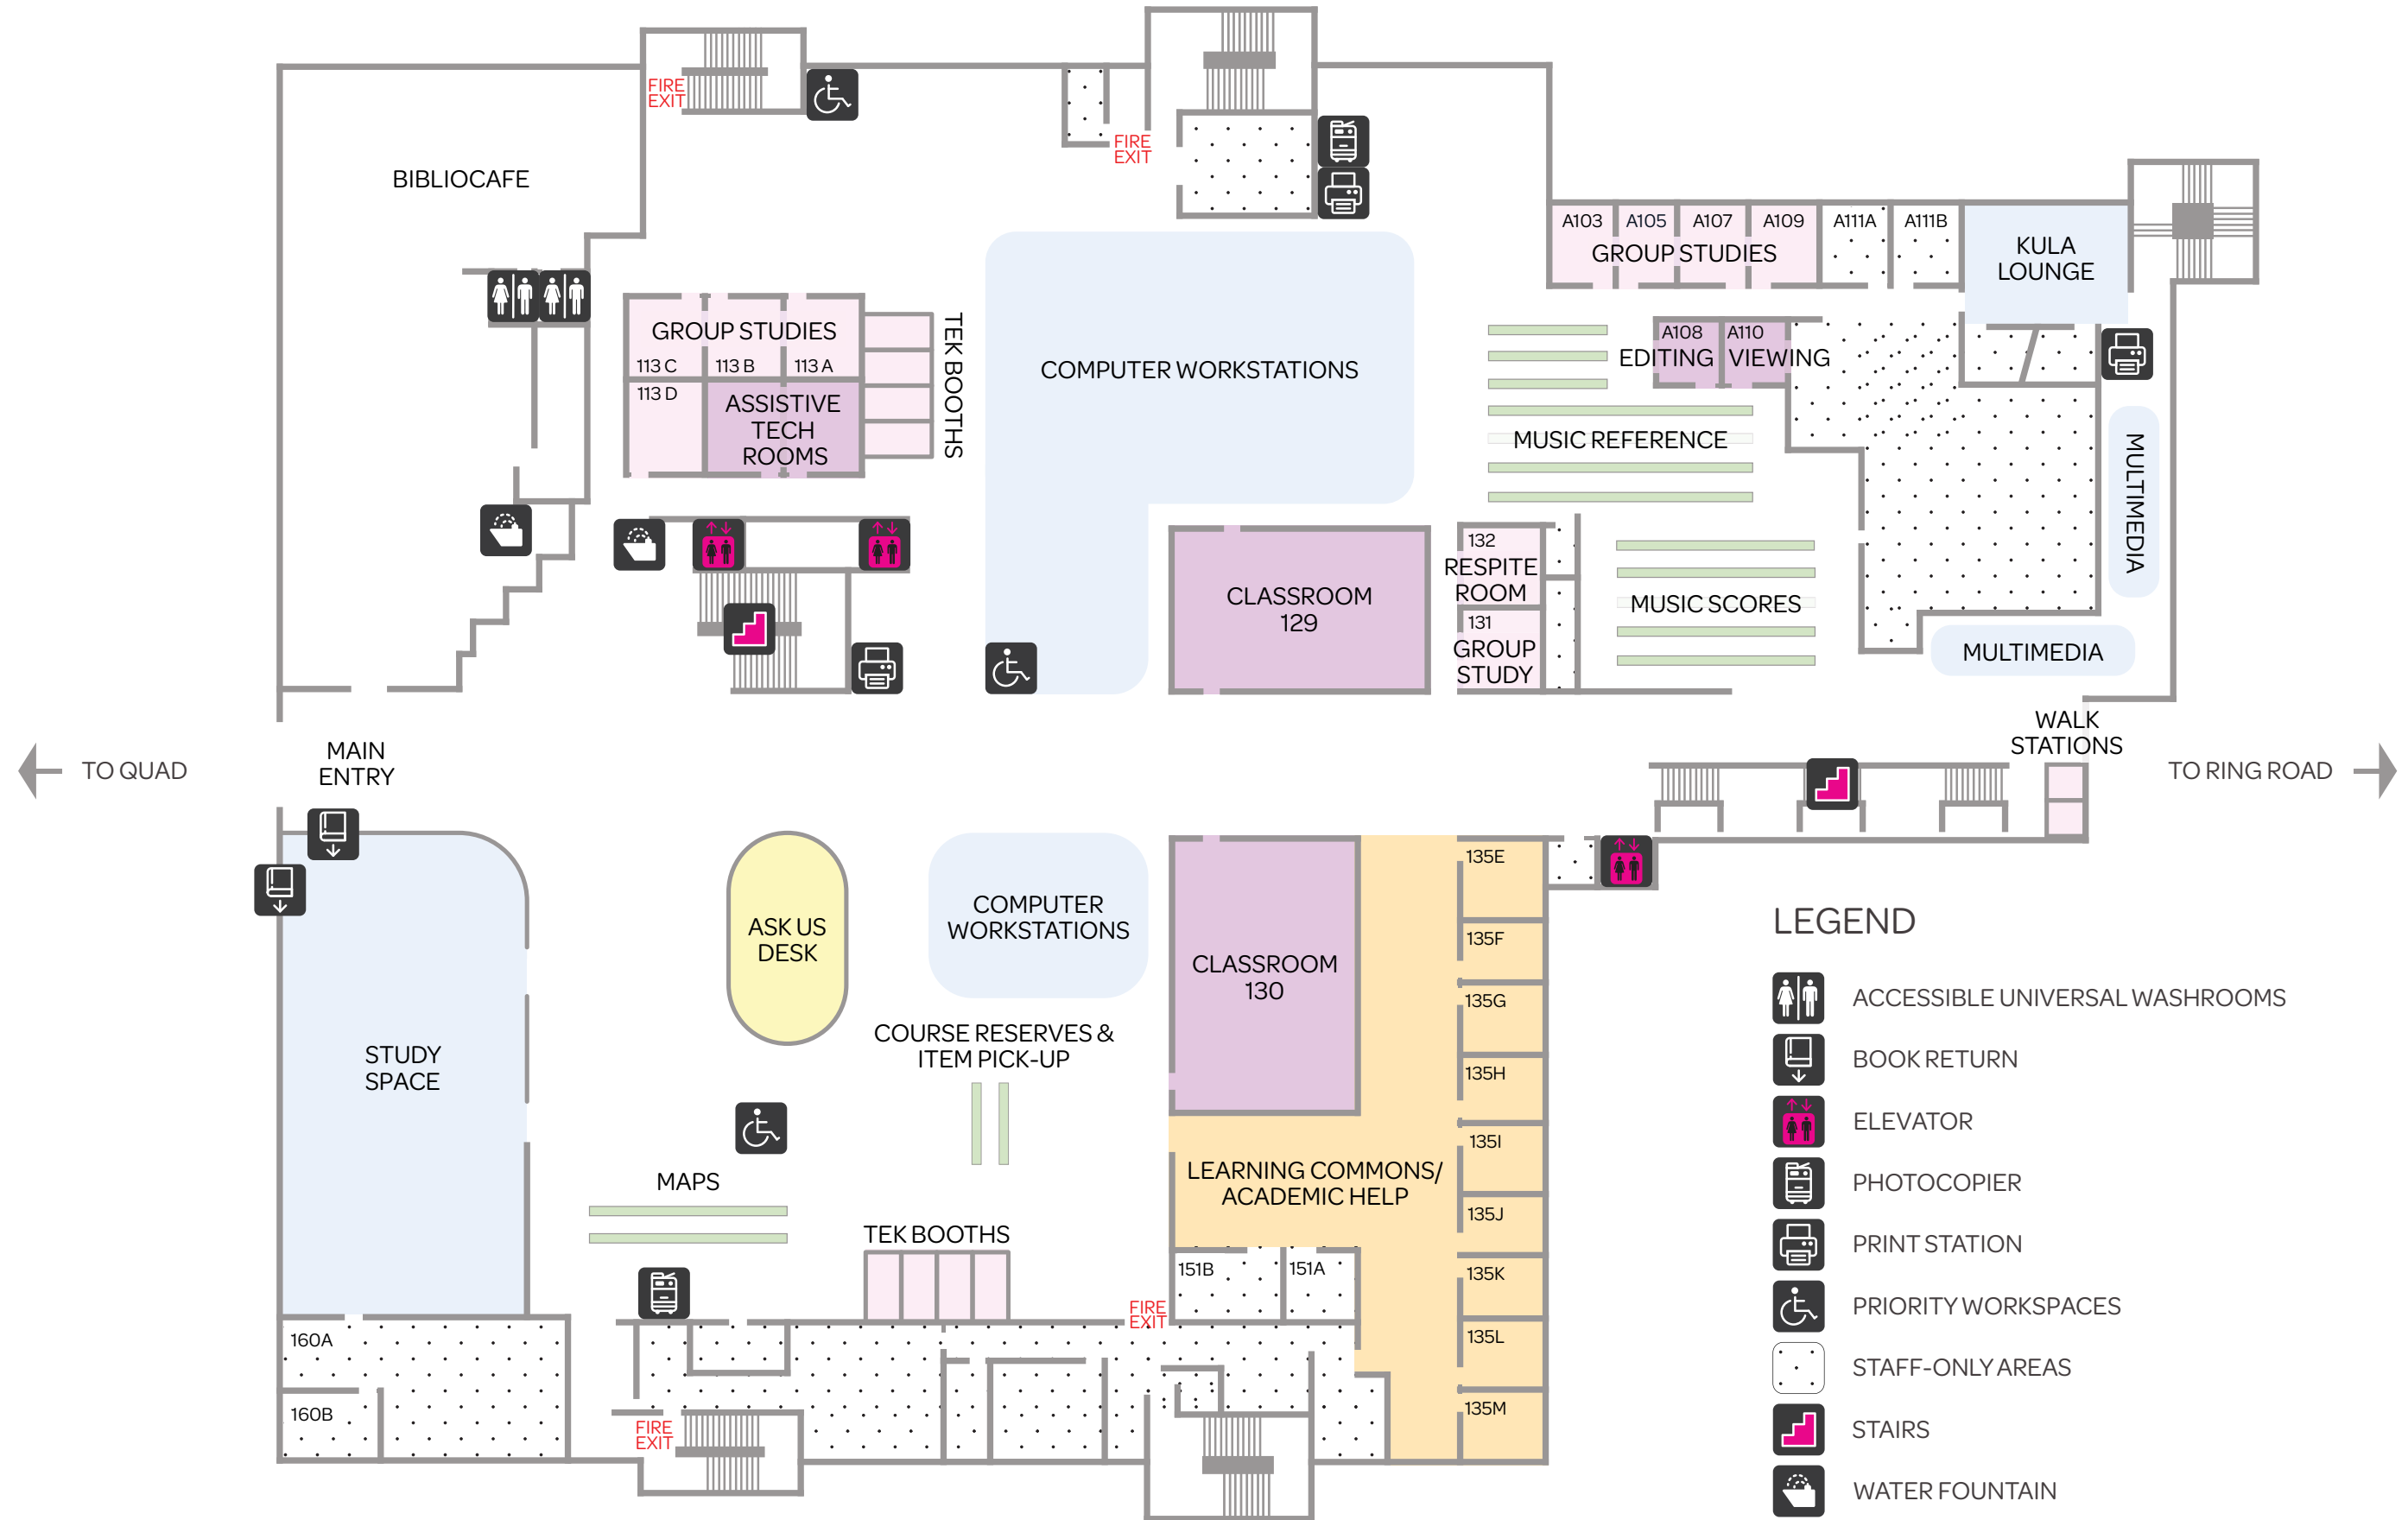 FIRE
EXIT
BIBLIOCAFE
FIRE
EXIT
A103
A105
A107
A109
A111A
A111B
GROUP STUDIES
KULA
LOUNGE
GROUP STUDIES
113 C
113 B
113 A
113 D
ASSISTIVE
TECH
ROOMS
TEK BOOTHS
COMPUTER WORKSTATIONS
A108
A110
EDITING
VIEWING
MUSIC REFERENCE
MULTIMEDIA
CLASSROOM
129
132
RESPITE
ROOM
131
GROUP
STUDY
MUSIC SCORES
MULTIMEDIA
WALK
STATIONS
MAIN
ENTRY
TO QUAD
TO RING ROAD
ASK US
DESK
COMPUTER
WORKSTATIONS
CLASSROOM
130
135E
135F
135G
135H
135I
135J
135K
135L
135M
STUDY
SPACE
COURSE RESERVES &
ITEM PICK-UP
MAPS
TEK BOOTHS
LEARNING COMMONS/
ACADEMIC HELP
151B
151A
FIRE
EXIT
160A
160B
FIRE
EXIT
LEGEND
ACCESSIBLE UNIVERSAL WASHROOMS
BOOK RETURN
ELEVATOR
PHOTOCOPIER
PRINT STATION
PRIORITY WORKSPACES
STAFF-ONLY AREAS
STAIRS
WATER FOUNTAIN